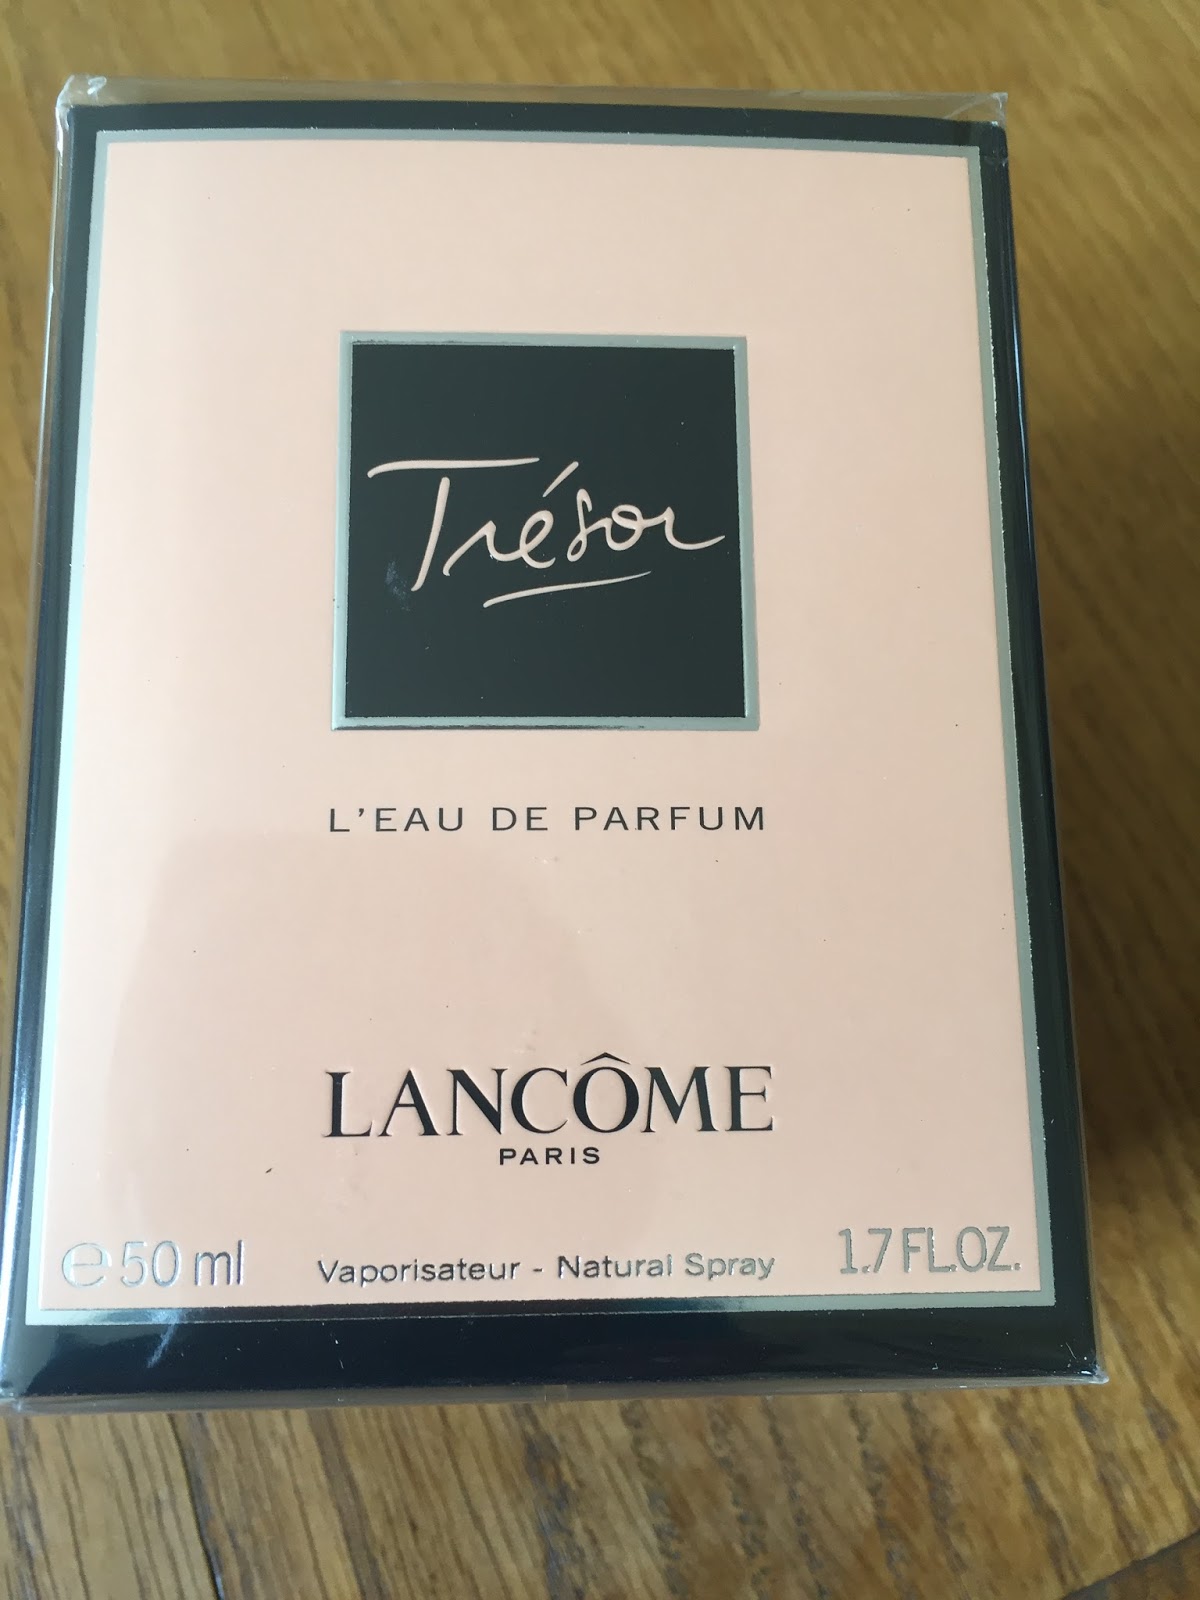 Trésor
L'EAU DE PARFUM
LANCÔME
PARIS
℮50 ml Vaporisateur - Natural Spray 1.7 FL.OZ.